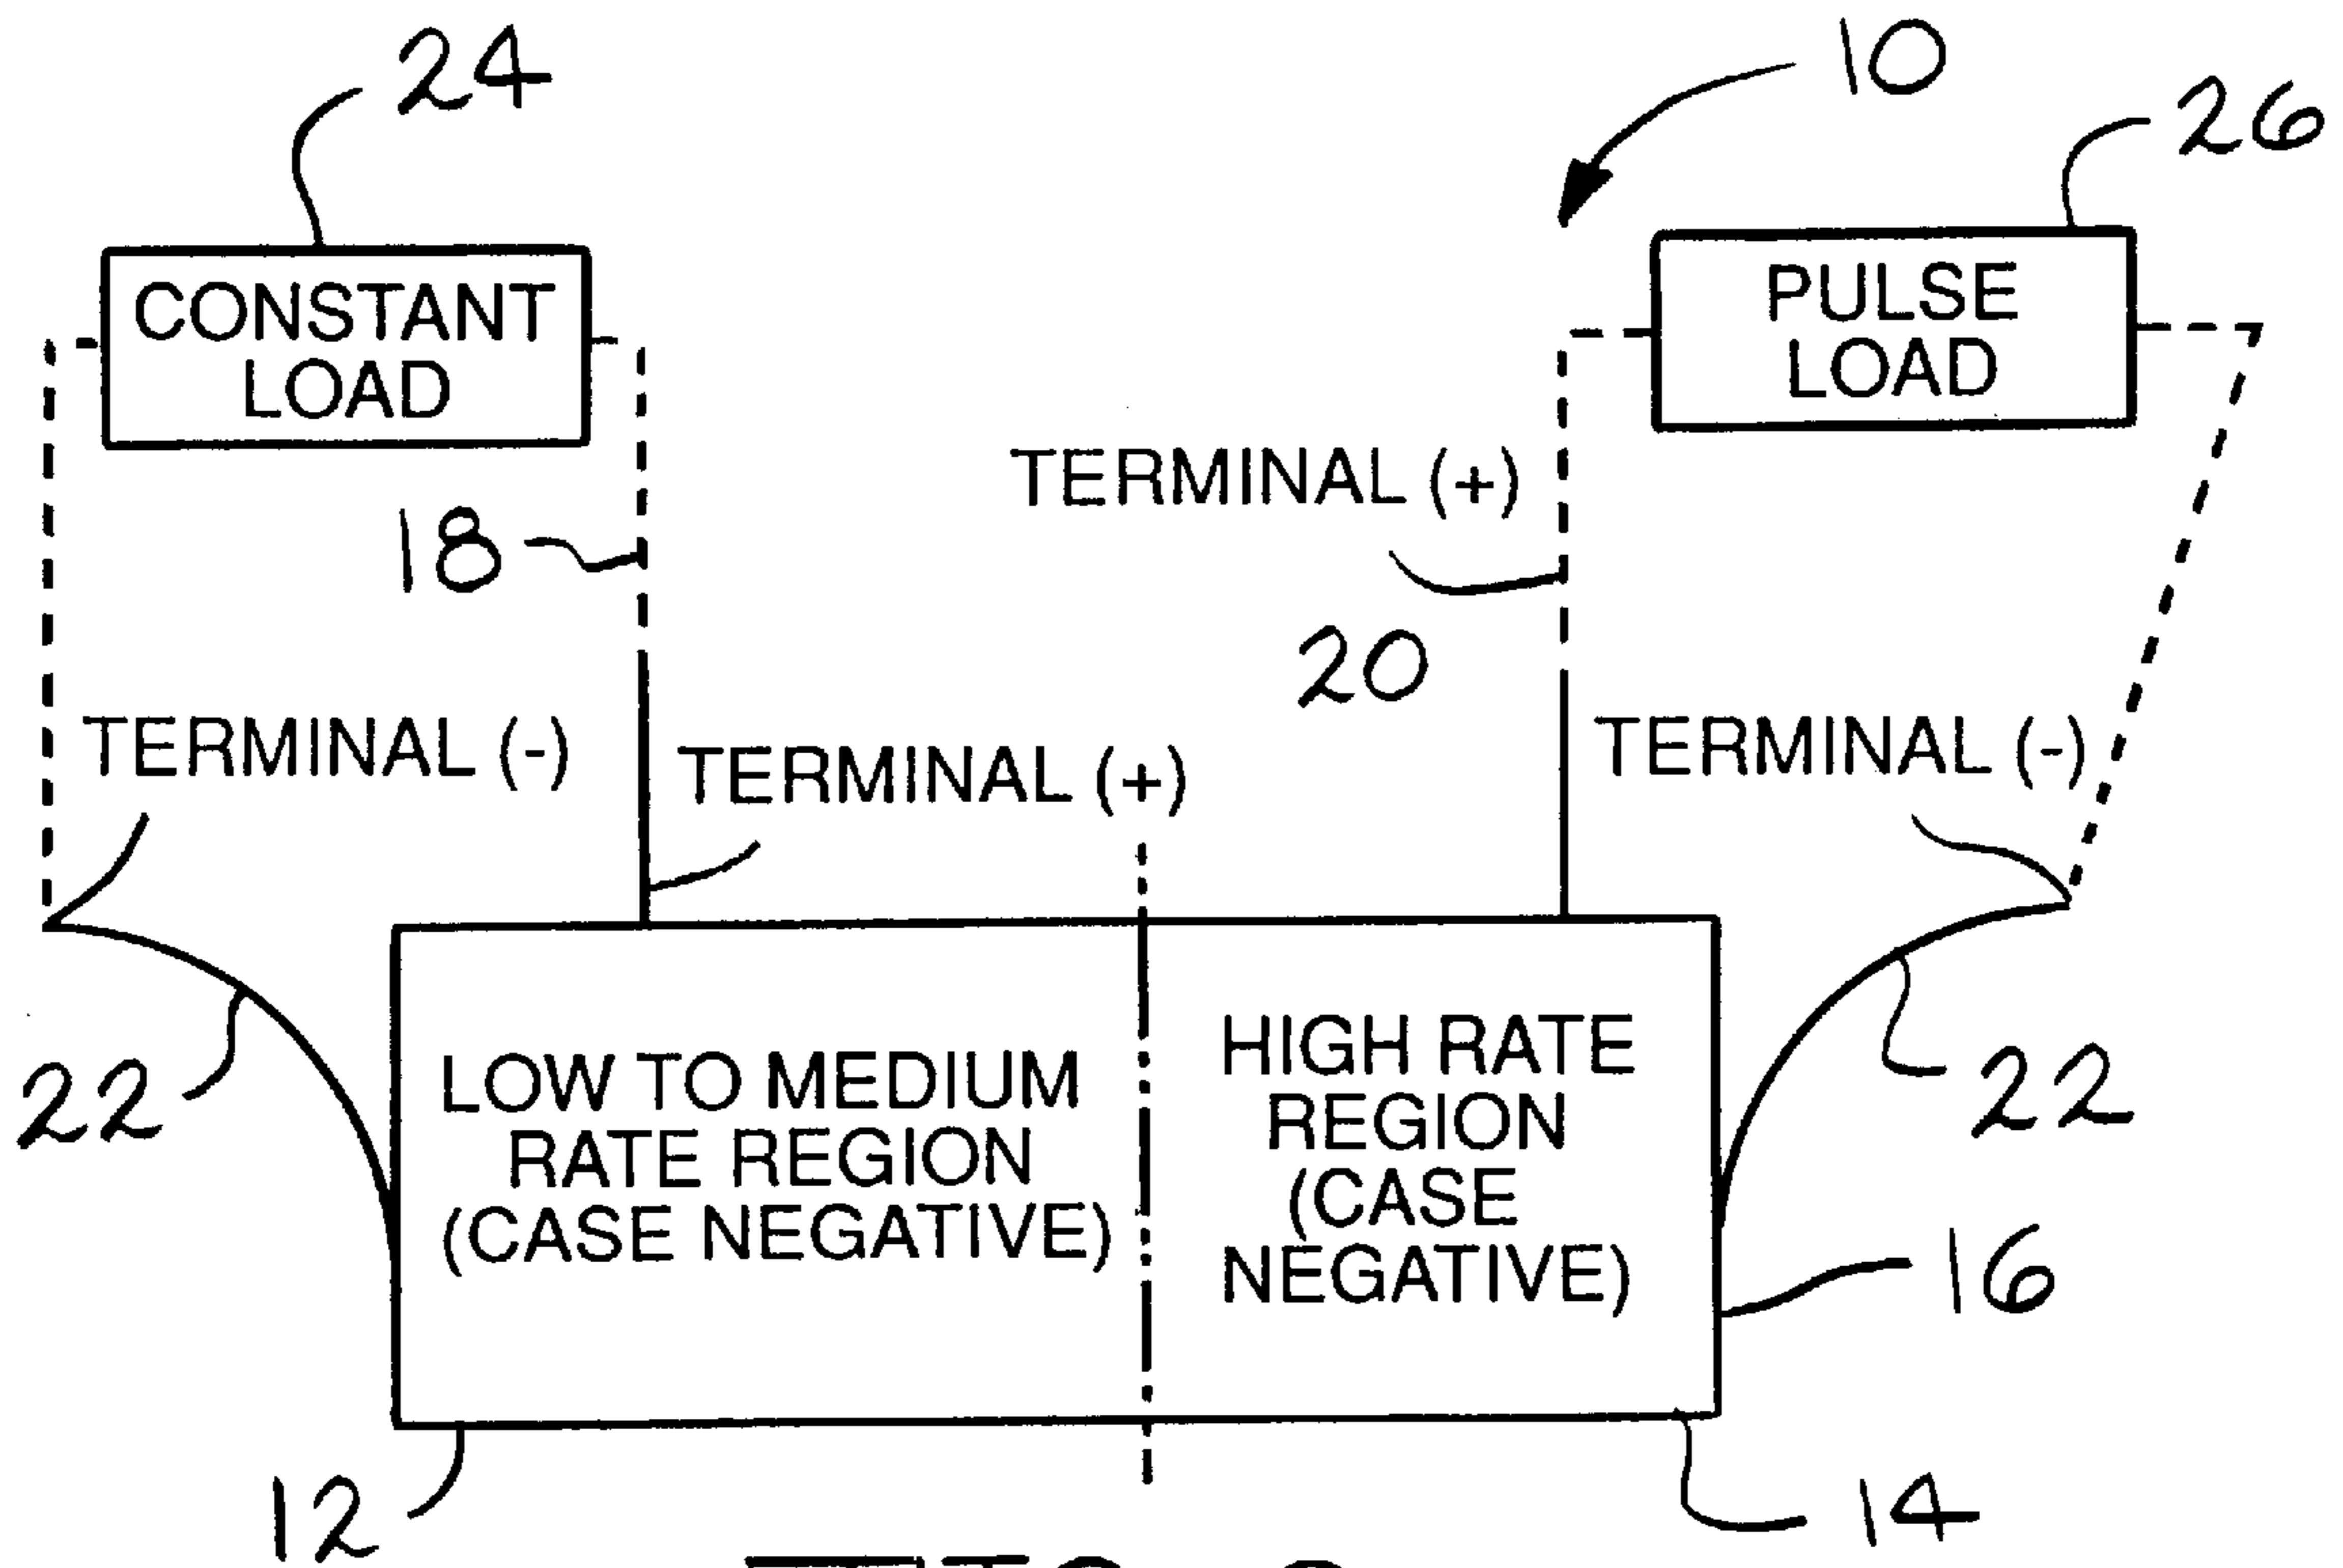 24
10
26
CONSTANT
LOAD
PULSE
LOAD
TERMINAL (+)
18
20
TERMINAL (-)
TERMINAL (+)
TERMINAL (-)
22
LOW TO MEDIUM
RATE REGION
(CASE NEGATIVE)
HIGH RATE
REGION
(CASE
NEGATIVE)
22
16
12
14